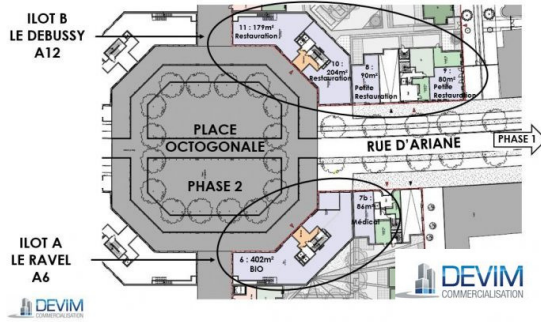 ILOT B
LE DEBUSSY
A12
11 : 179m²
Restauration
10 :
204m²
Restauration
8 :
90m²
Petite
Restauration
9 :
80m²
Petite
Restauration
PLACE
OCTOGONALE
PHASE 2
RUE D'ARIANE
PHASE 1
ILOT A
LE RAVEL
A6
6 : 402m²
BIO
7b :
86m²
Médical
DEVIM
COMMERCIALISATION
DEVIM
COMMERCIALISATION